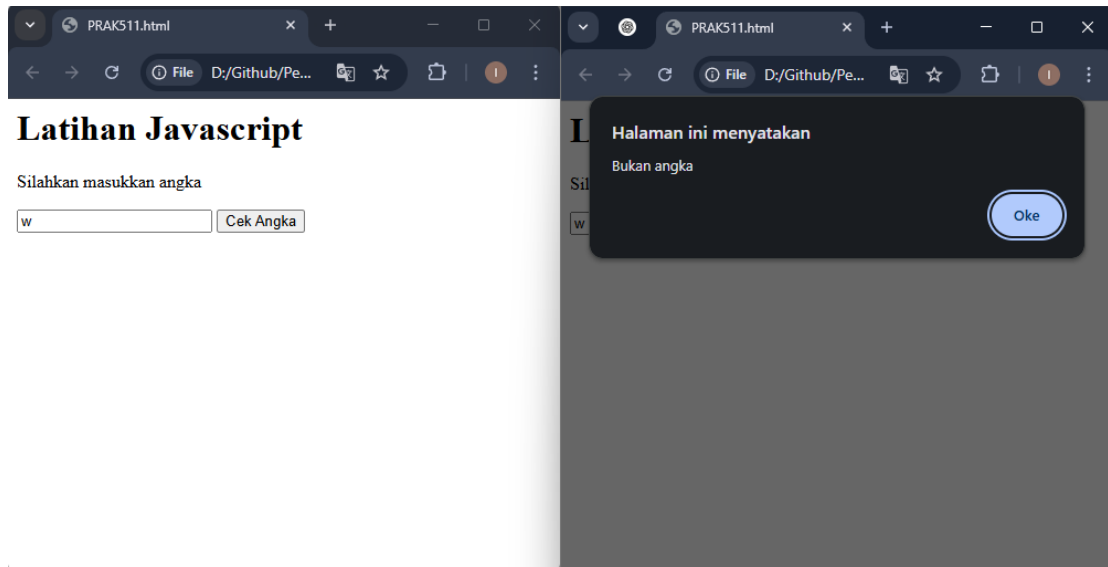 PRAK511.html
File D:/Github/Pe...
I
Latihan Javascript
Silahkan masukkan angka
w Cek Angka
PRAK511.html
File D:/Github/Pe...
I
L
Halaman ini menyatakan
Bukan angka
Sil
Oke
w